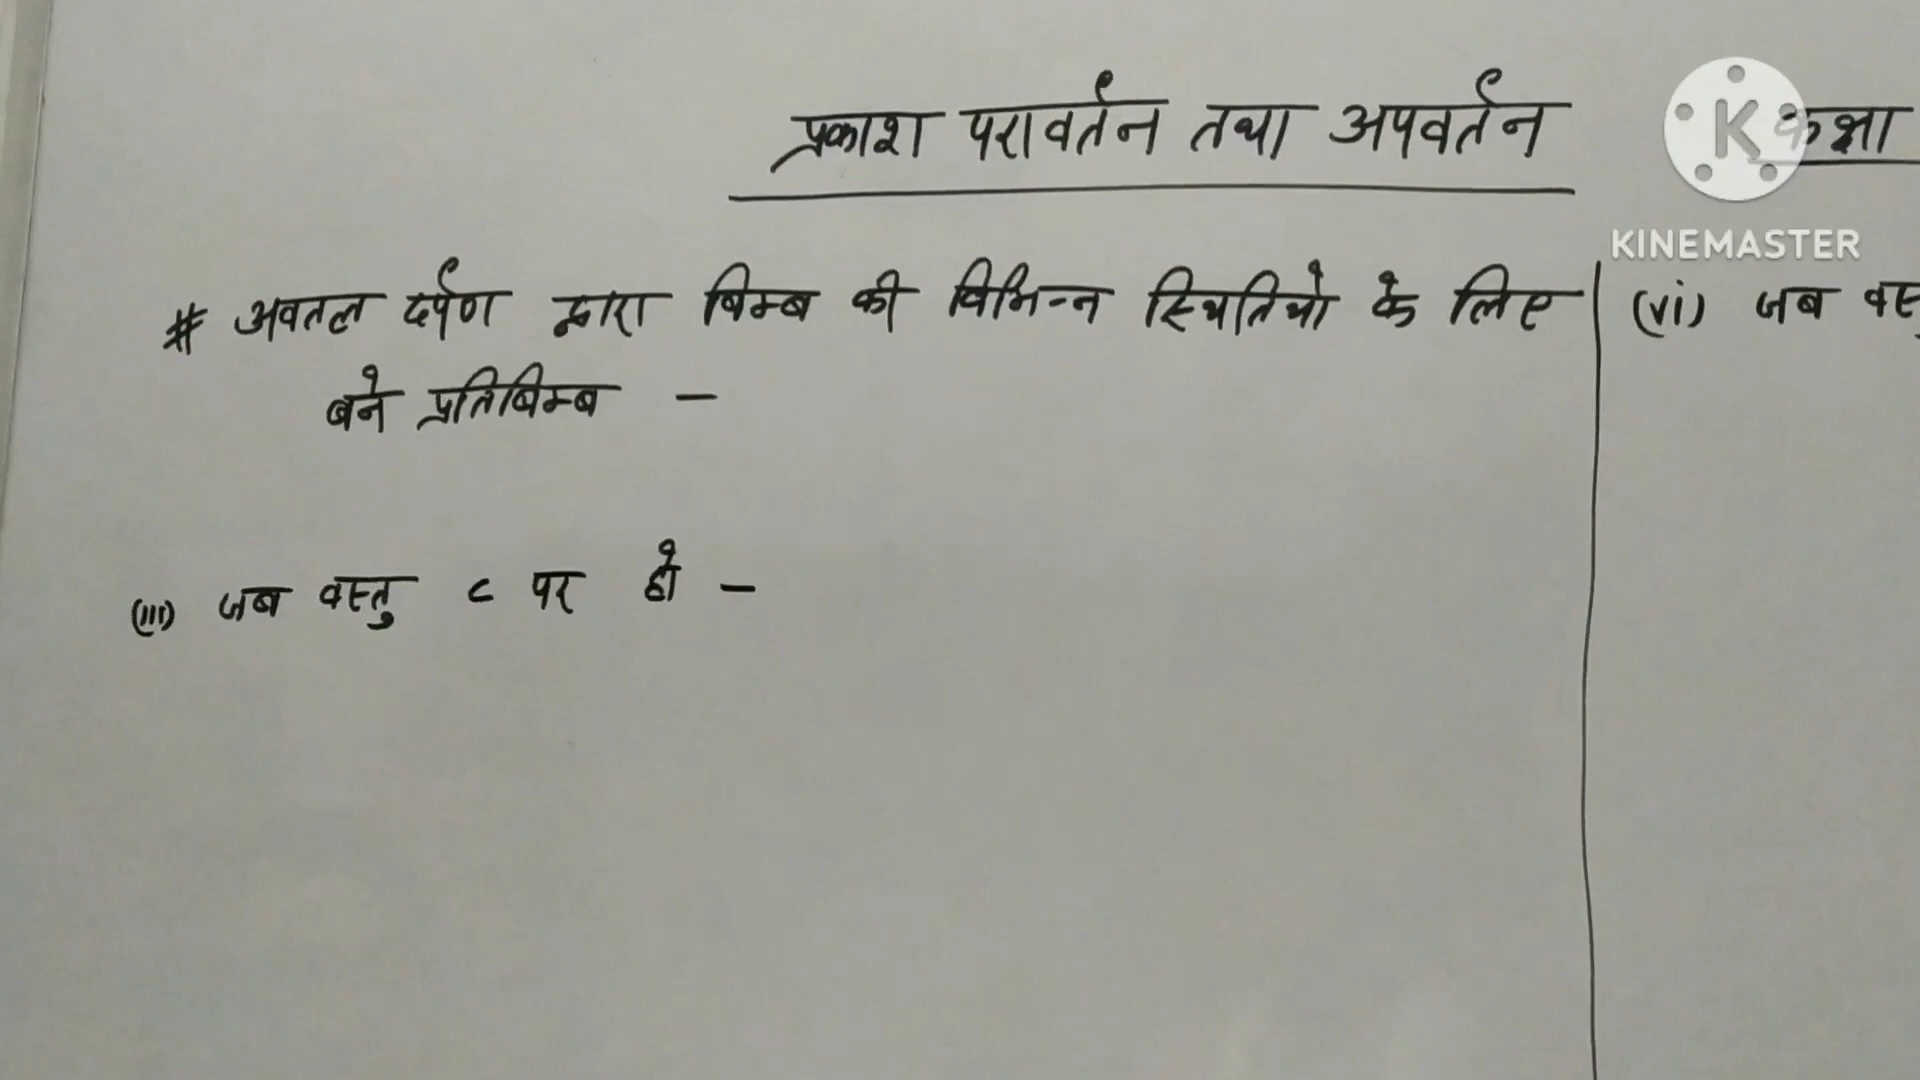 प्रकाश परावर्तन तथा अपवर्तन कक्षा
KINEMASTER
# अवतल दर्पण द्वारा बिम्ब की विभिन्न स्थितियो के लिए
बने प्रतिबिम्ब -
(iii) जब वस्तु C पर हो -
(vi) जब